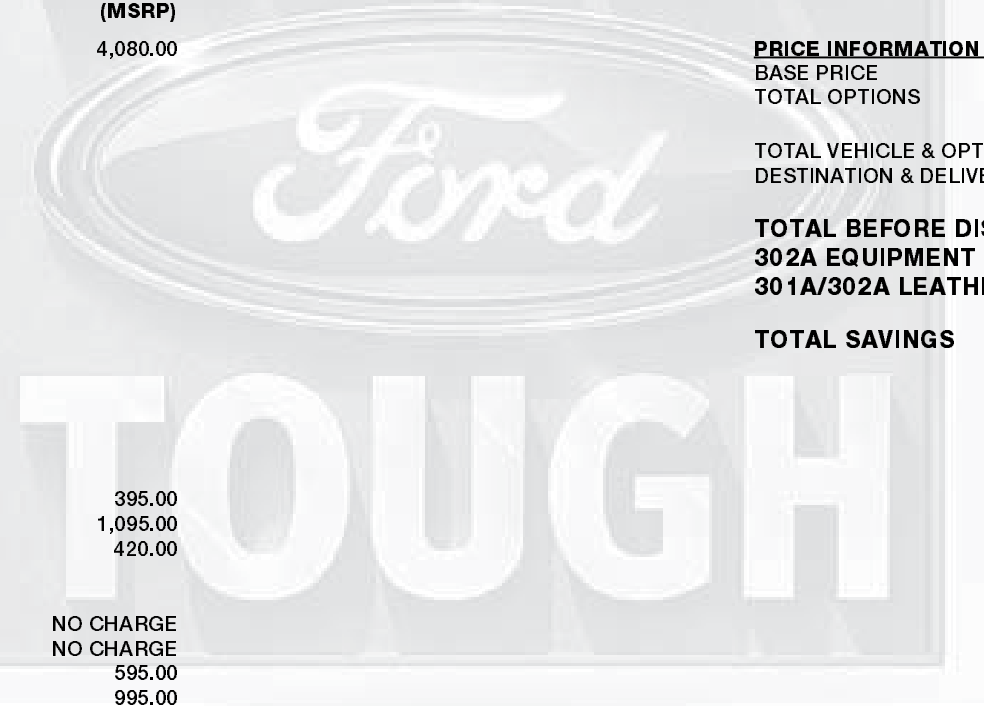 (MSRP)
4,080.00
395.00
1,095.00
420.00
NO CHARGE
NO CHARGE
595.00
995.00
Ford
TOUGH
PRICE INFORMATION
BASE PRICE
TOTAL OPTIONS
TOTAL VEHICLE & OPT
DESTINATION & DELIVE
TOTAL BEFORE DIS
302A EQUIPMENT
301A/302A LEATH
TOTAL SAVINGS